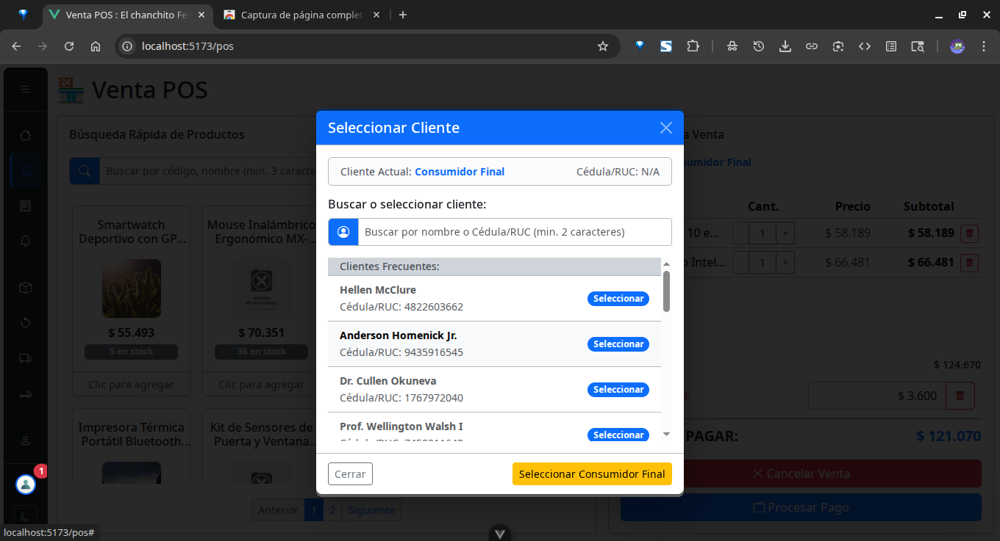 Venta POS : El chanchito Fe
Captura de página complet
localhost:5173/pos
24
Venta POS
Búsqueda Rápida de Productos
Buscar por código, nombre (min. 3 caracte
Smartwatch
Deportivo con GP...
$ 55.493
5 en stock
Clic para agregar
Mouse Inalámbrico
Ergonómico MX-...
IMAGEN
NO DISPONIBLE
$ 70.351
36 en stock
Clic para agregar
Impresora Térmica
Portátil Bluetooth...
Kit de Sensores de
Puerta y Ventana...
Anterior 1 2 Siguiente
1
Seleccionar Cliente
Cliente Actual: Consumidor Final
Cédula/RUC: N/A
Buscar o seleccionar cliente:
Buscar por nombre o Cédula/RUC (min. 2 caracteres)
Clientes Frecuentes:
Hellen McClure
Cédula/RUC: 4822603662
Seleccionar
Anderson Homenick Jr.
Cédula/RUC: 9435916545
Seleccionar
Dr. Cullen Okuneva
Cédula/RUC: 1767972040
Seleccionar
Prof. Wellington Walsh I
Seleccionar
Cerrar
Seleccionar Consumidor Final
a Venta
sumidor Final
Cant. Precio Subtotal
10 e... - 1 + $ 58.189 $ 58.189
Intel... - 1 + $ 66.481 $ 66.481
$ 124.670
$ 3.600
PAGAR: $ 121.070
Cancelar Venta
Procesar Pago
localhost:5173/pos#